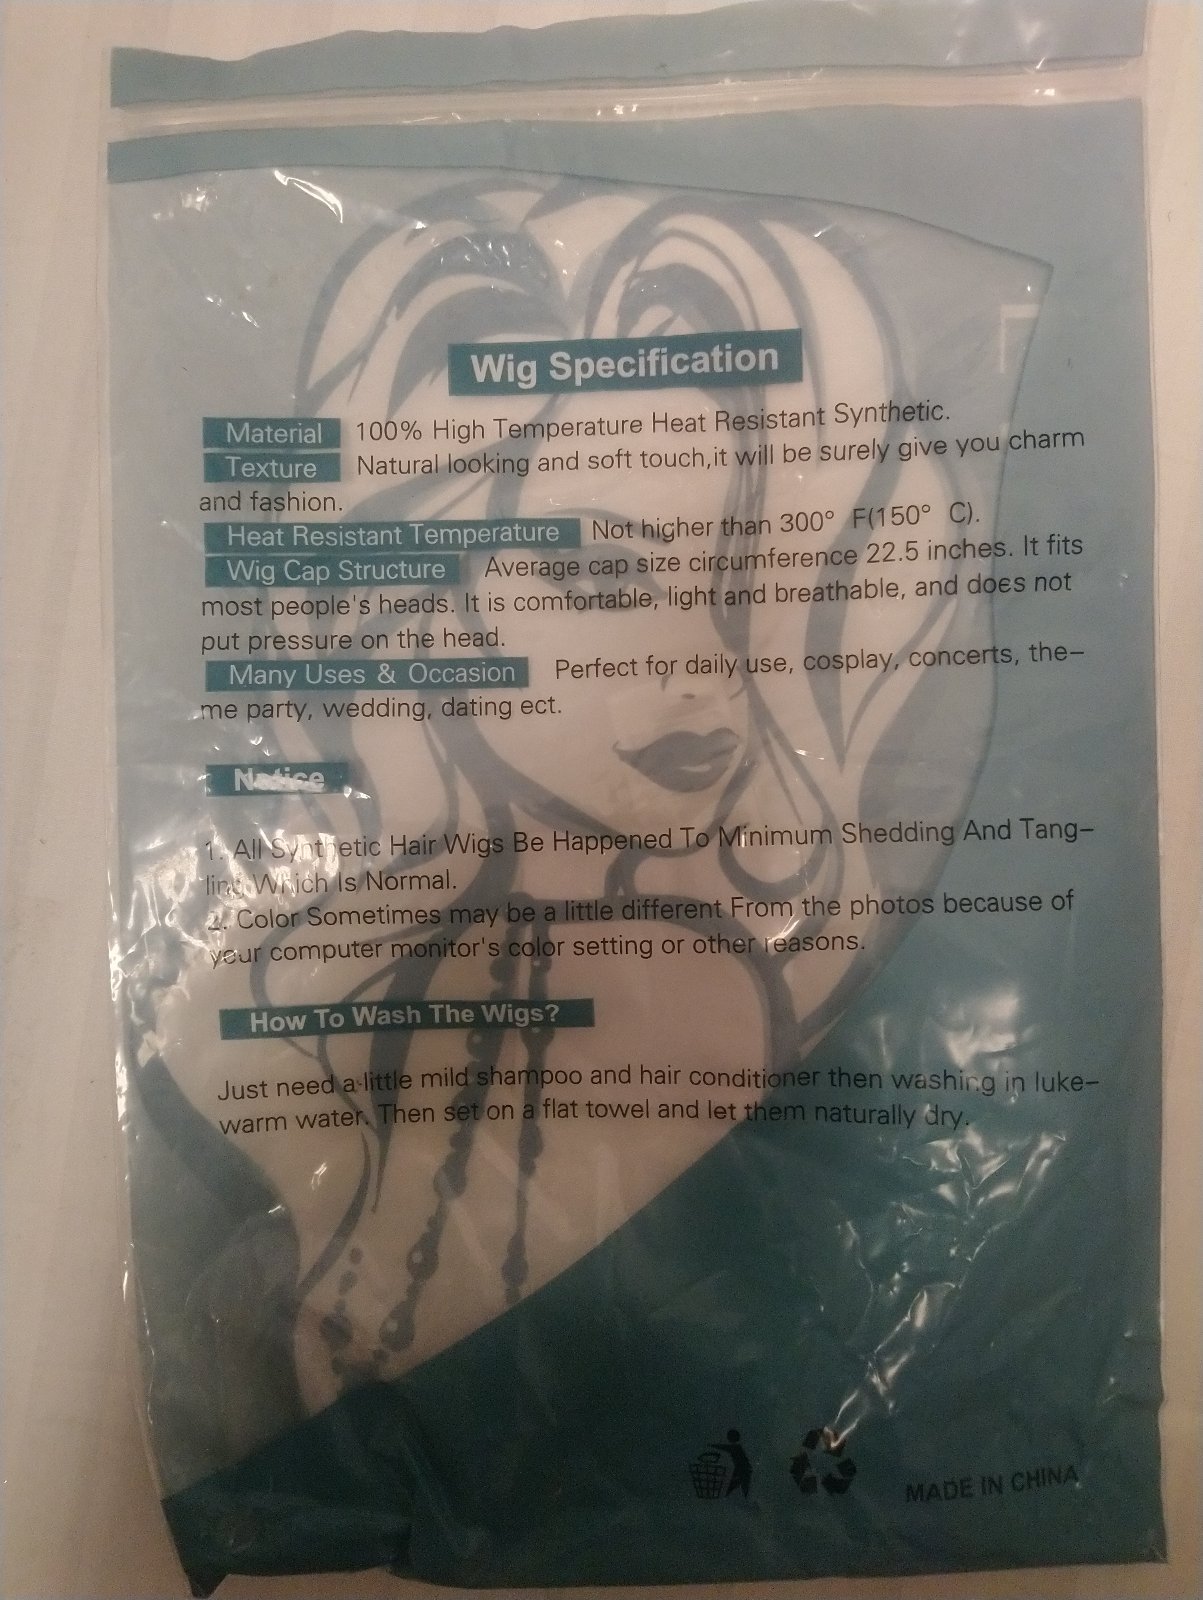 Wig Specification
Material 100% High Temperature Heat Resistant Synthetic.
Texture Natural looking and soft touch,it will be surely give you charm
and fashion.
Heat Resistant Temperature Not higher than 300° F(150° C).
Wig Cap Structure Average cap size circumference 22.5 inches. It fits
most people's heads. It is comfortable, light and breathable, and does not
put pressure on the head.
Many Uses & Occasion Perfect for daily use, cosplay, concerts, the-
me party, wedding, dating ect.
Notice
1. All Synthetic Hair Wigs Be Happened To Minimum Shedding And Tang-
ling Which Is Normal.
2. Color Sometimes may be a little different From the photos because of
your computer monitor's color setting or other reasons.
How To Wash The Wigs?
Just need a little mild shampoo and hair conditioner then washing in luke-
warm water. Then set on a flat towel and let them naturally dry.
MADE IN CHINA